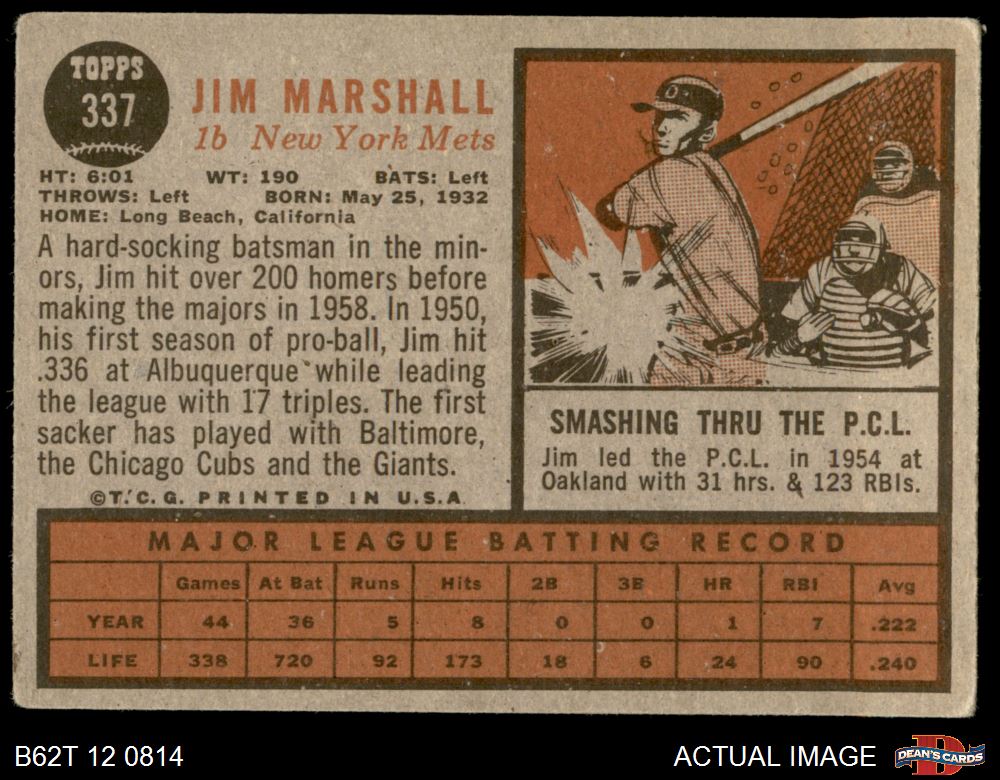 TOPPS
337
JIM MARSHALL
1b New York Mets
HT: 6:01 WT: 190 BATS: Left
THROWS: Left BORN: May 25, 1932
HOME: Long Beach, California
A hard-socking batsman in the min-
ors, Jim hit over 200 homers before
making the majors in 1958. In 1950,
his first season of pro-ball, Jim hit
.336 at Albuquerque while leading
the league with 17 triples. The first
sacker has played with Baltimore,
the Chicago Cubs and the Giants.
©T.C.G. PRINTED IN U.S.A.
O
SMASHING THRU THE P.C.L.
Jim led the P.C.L. in 1954 at
Oakland with 31 hrs. & 123 RBIs.
MAJOR LEAGUE BATTING RECORD
Games At Bat Runs Hits 2B 3B HR RBI Avg
YEAR 44 36 5 8 0 0 1 7 .222
LIFE 338 720 92 173 18 6 24 90 .240
B62T 12 0814
ACTUAL IMAGE
D
DEAN'S CARDS